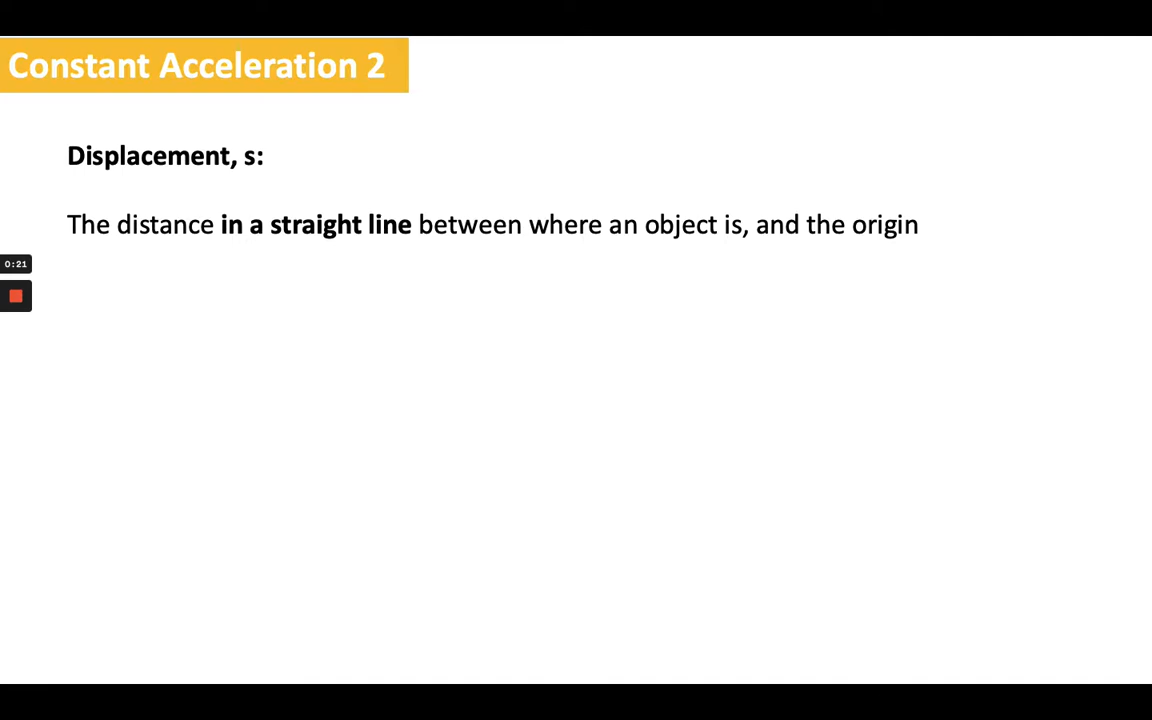 Constant Acceleration 2
Displacement, s:
The distance in a straight line between where an object is, and the origin
0:21